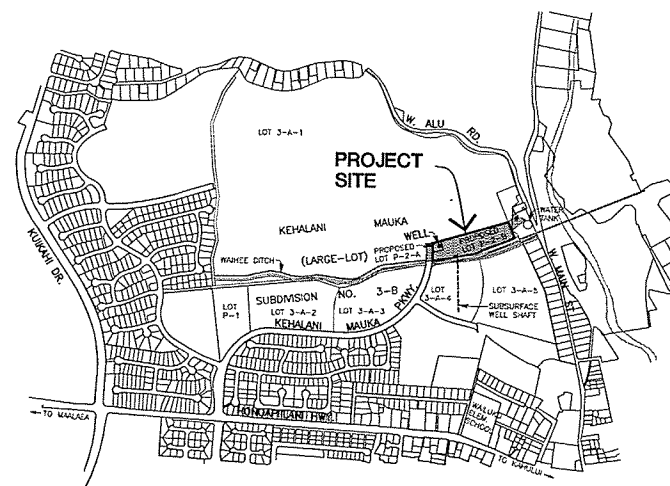 LOT 3-A-1
W. ALU RD.
PROJECT
SITE
WATER
TANK
KEHALANI MAUKA
WELL
PROPOSED
LOT P-2-A
PROPOSED
WAIHEE DITCH
(LARGE-LOT)
KUIKAHI DR.
W. MAIN ST.
LOT
P-1
SUBDIVISION NO. 3-B
LOT 3-A-2
LOT 3-A-3
PKWY.
LOT
3-A-4
LOT 3-A-5
KEHALANI MAUKA
SUBSURFACE
WELL SHAFT
TO MAALAEA
HONOAPIILANI HWY.
WAILUKU
ELEM
SCHOOL
TO KAHULUI